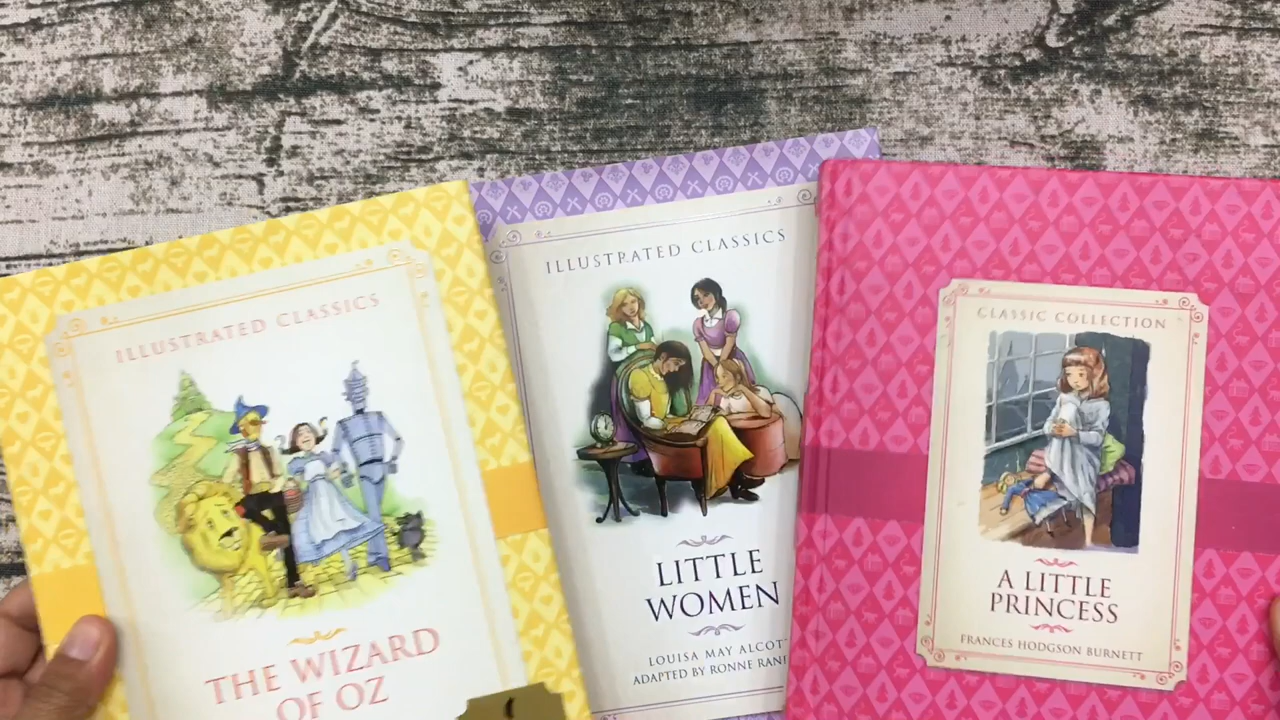 ILLUSTRATED CLASSICS
THE WIZARD
OF OZ
ILLUSTRATED CLASSICS
LITTLE
WOMEN
LOUISA MAY ALCOT
ADAPTED BY RONNE
CLASSIC COLLECTION
A LITTLE
PRINCESS
FRANCES HODGSON BURNETT